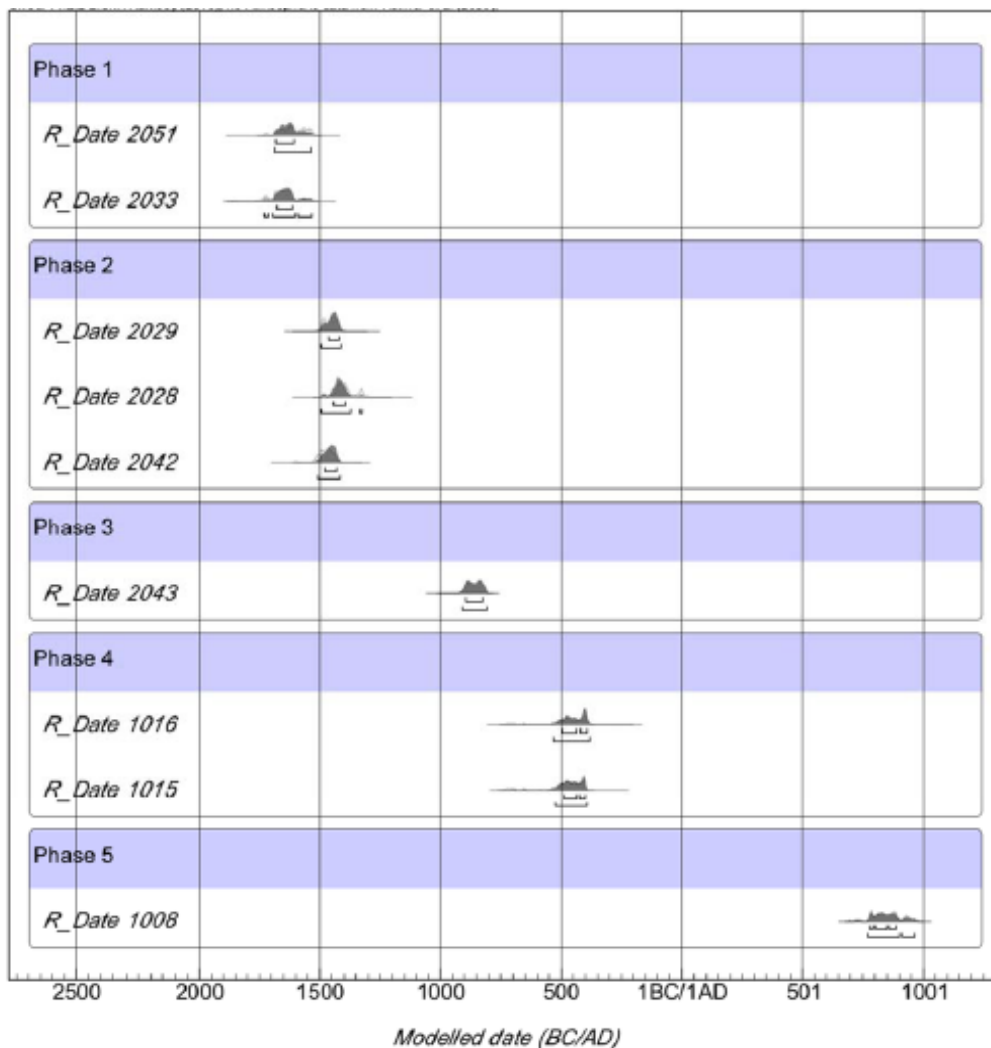 Phase 1
R_Date 2051
R_Date 2033
Phase 2
R_Date 2029
R_Date 2028
R_Date 2042
Phase 3
R_Date 2043
Phase 4
R_Date 1016
R_Date 1015
Phase 5
R_Date 1008
2500 2000 1500 1000 500 1BC/1AD 501 1001
Modelled date (BC/AD)